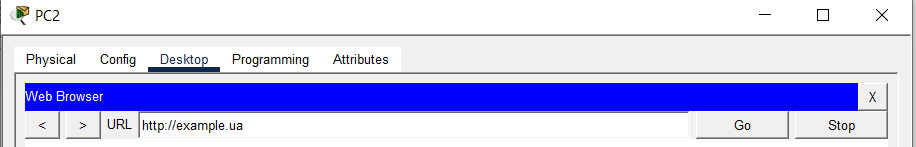 PC2
Physical Config Desktop Programming Attributes
Web Browser X
< > URL http://example.ua Go Stop